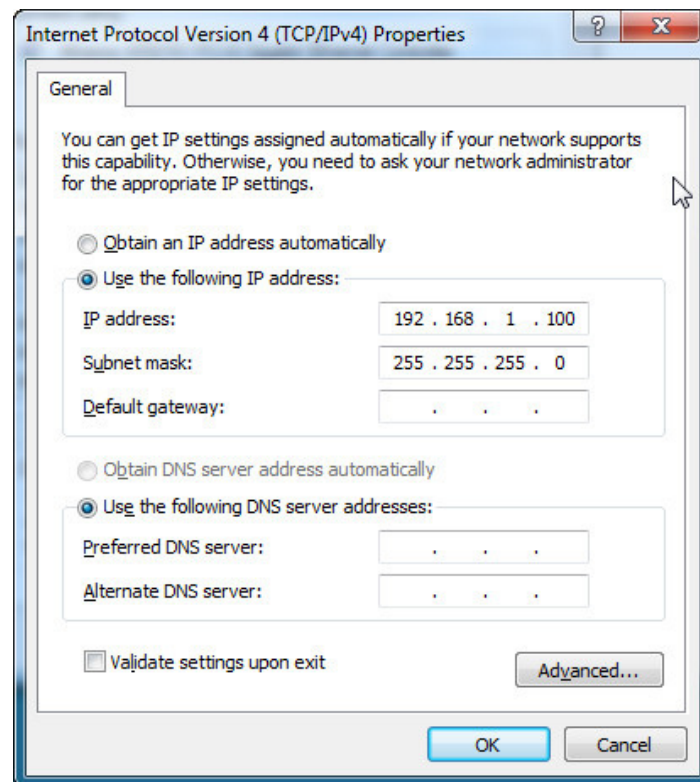 Internet Protocol Version 4 (TCP/IPv4) Properties
General
You can get IP settings assigned automatically if your network supports
this capability. Otherwise, you need to ask your network administrator
for the appropriate IP settings.
Obtain an IP address automatically
Use the following IP address:
IP address: 192 . 168 . 1 . 100
Subnet mask: 255 . 255 . 255 . 0
Default gateway: . . .
Obtain DNS server address automatically
Use the following DNS server addresses:
Preferred DNS server: . . .
Alternate DNS server: . . .
Validate settings upon exit
Advanced...
OK Cancel